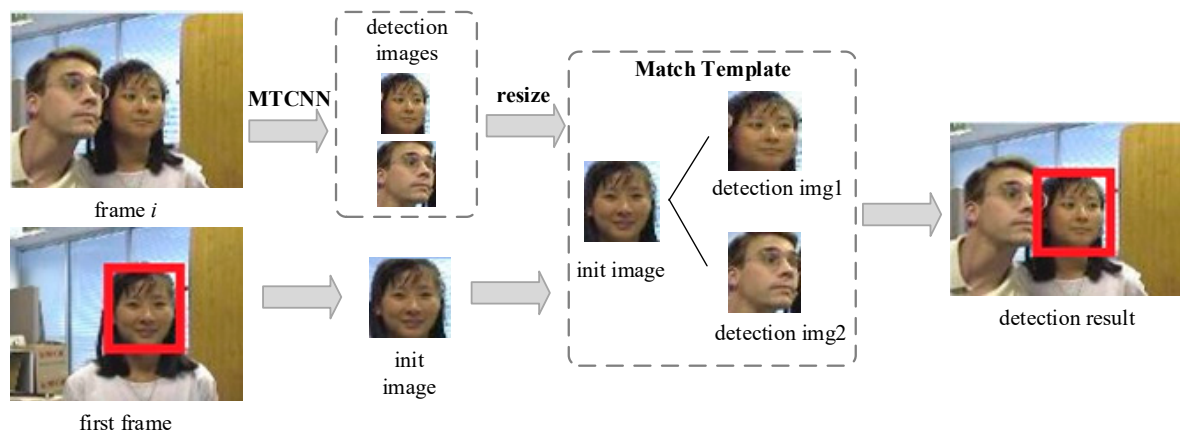 detection
images
MTCNN
resize
Match Template
detection img1
frame i
init image
detection img2
detection result
init
image
first frame